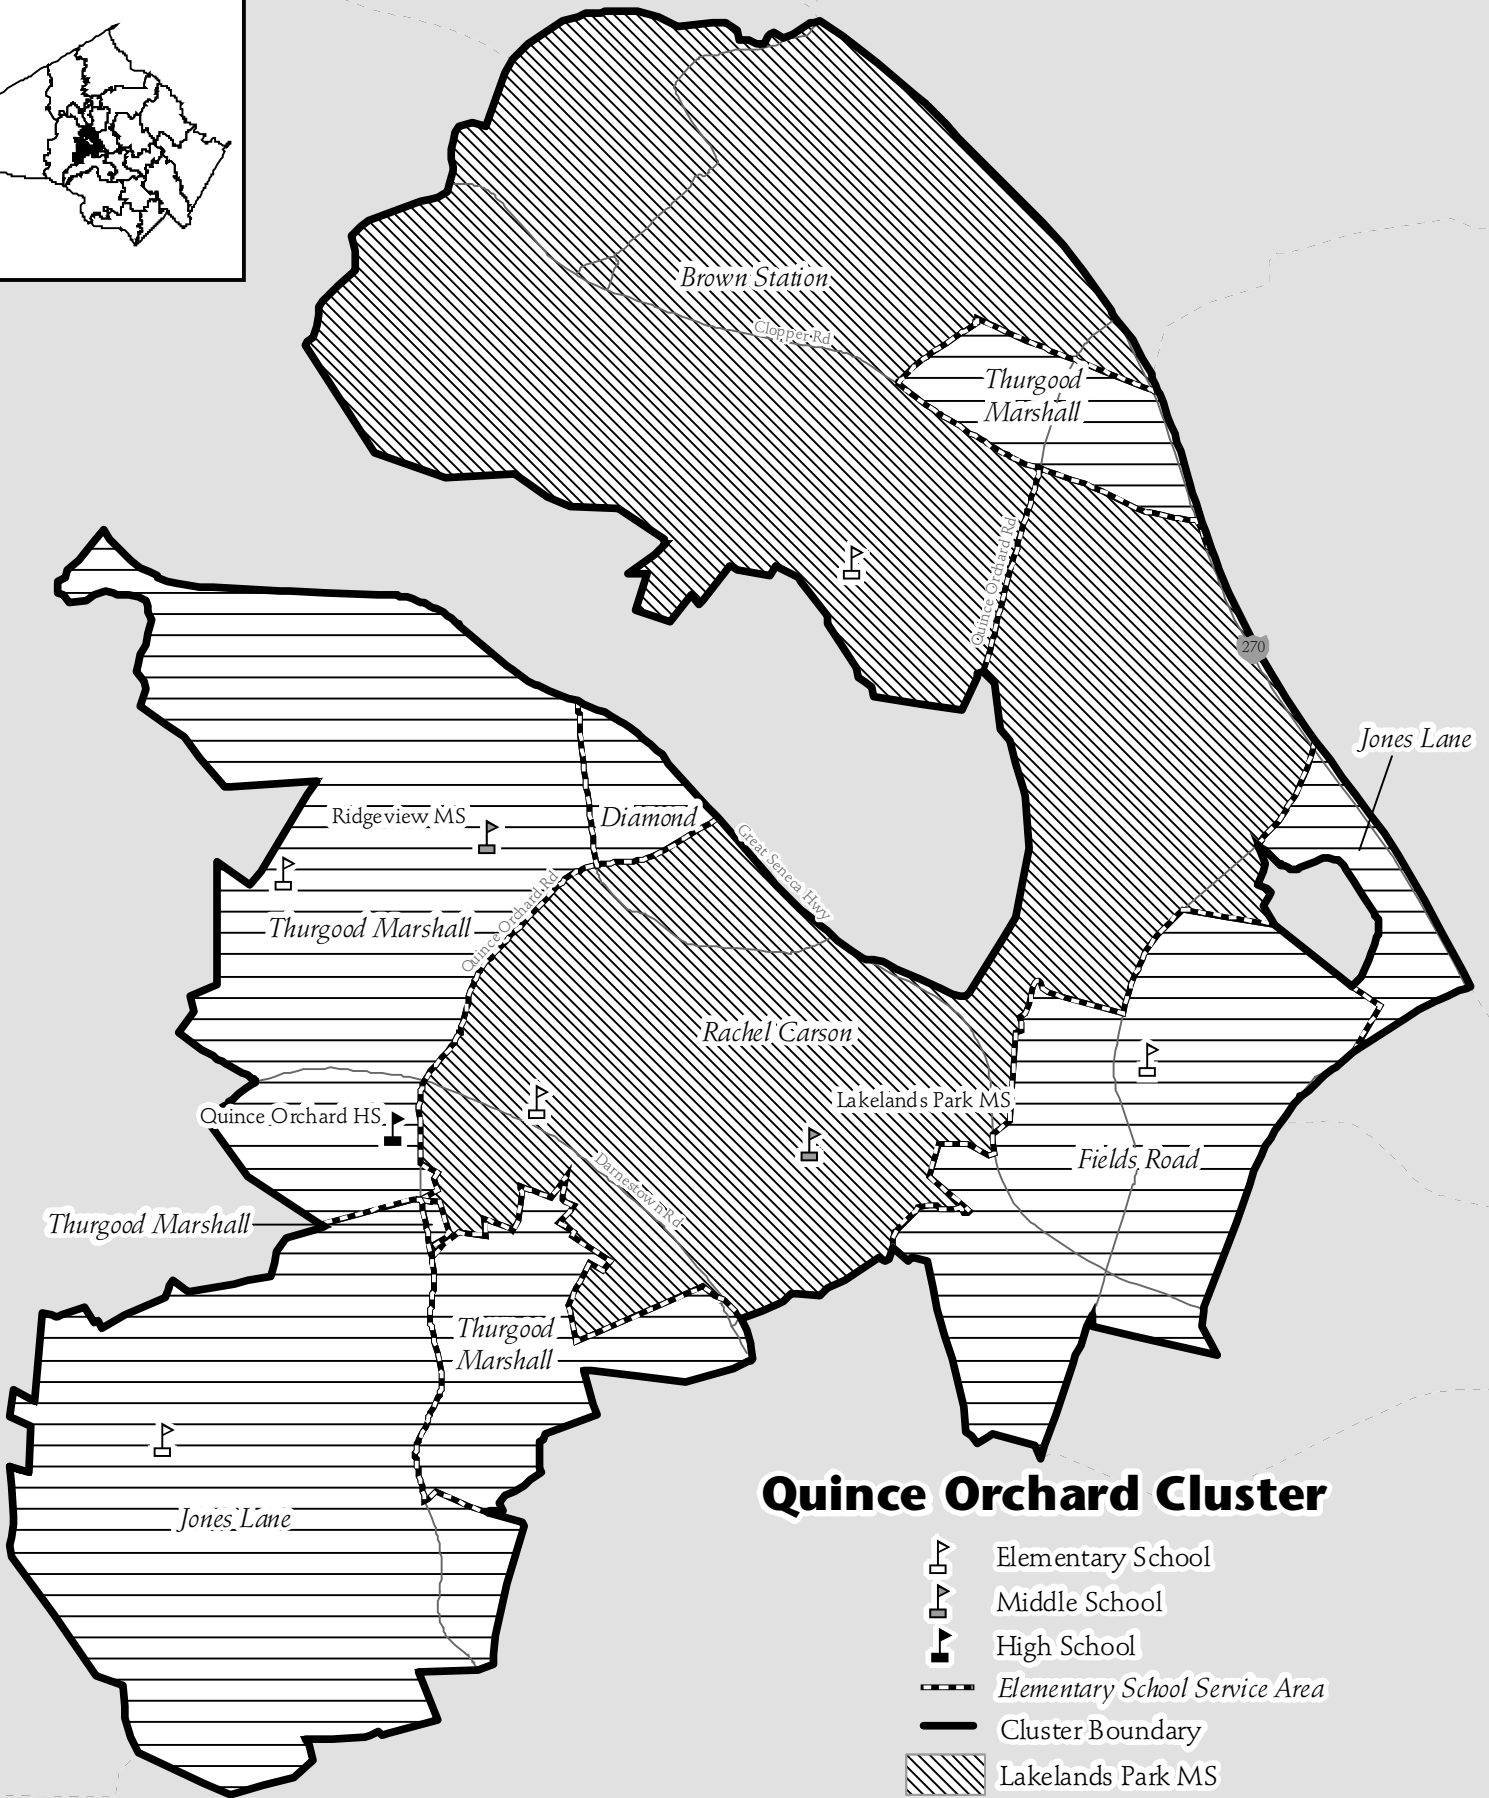 Brown Station
Clopper Rd
Thurgood
Marshall
Quince Orchard Rd
270
Jones Lane
Ridgeview MS
Diamond
Great Seneca Hwy
Quince Orchard Rd
Thurgood Marshall
Rachel Carson
Lakelands Park MS
Quince Orchard HS
Fields Road
Darnestown Rd
Thurgood Marshall
Thurgood
Marshall
Jones Lane
Quince Orchard Cluster
Elementary School
Middle School
High School
Elementary School Service Area
Cluster Boundary
Lakelands Park MS